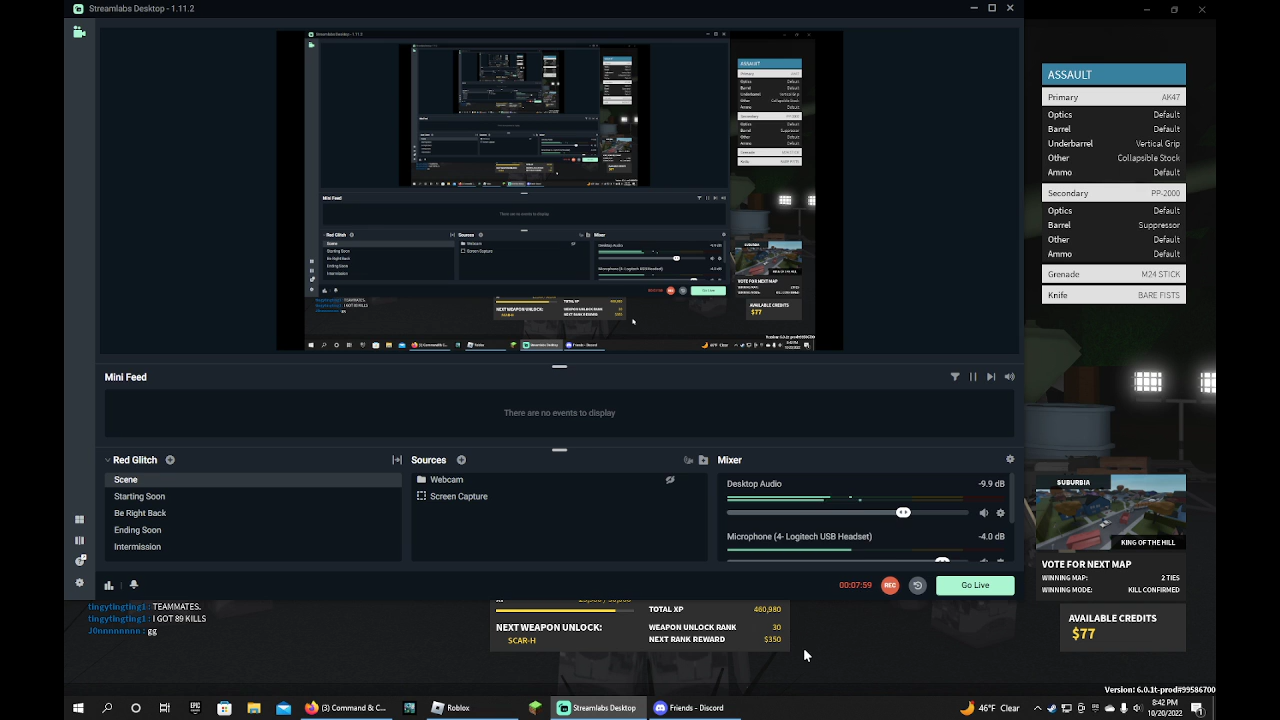 Streamlabs Desktop - 1.11.2
Mini Feed
There are no events to display
Red Glitch
Scene
Starting Soon
Be Right Back
Ending Soon
Intermission
Sources
Webcam
Screen Capture
Mixer
Desktop Audio -9.9 dB
Microphone (4- Logitech USB Headset) -4.0 dB
00:07:59
REC
Go Live
ASSAULT
Primary AK47
Optics Default
Barrel Default
Underbarrel Vertical Grip
Other Collapsible Stock
Ammo Default
Secondary PP-2000
Optics Default
Barrel Suppressor
Other Default
Ammo Default
Grenade M24 STICK
Knife BARE FISTS
SUBURBIA
KING OF THE HILL
VOTE FOR NEXT MAP
WINNING MAP: 2 TIES
WINNING MODE: KILL CONFIRMED
AVAILABLE CREDITS
$77
tingytingting1 : TEAMMATES.
tingytingting1 : I GOT 89 KILLS
J0nnnnnnnn : gg
TOTAL XP 460,980
NEXT WEAPON UNLOCK:
SCAR-H
WEAPON UNLOCK RANK 30
NEXT RANK REWARD $350
Version: 6.0.1t-prod#99586700
(3) Command & C...
Roblox
Streamlabs Desktop
Friends - Discord
46°F Clear
8:42 PM
10/20/2022